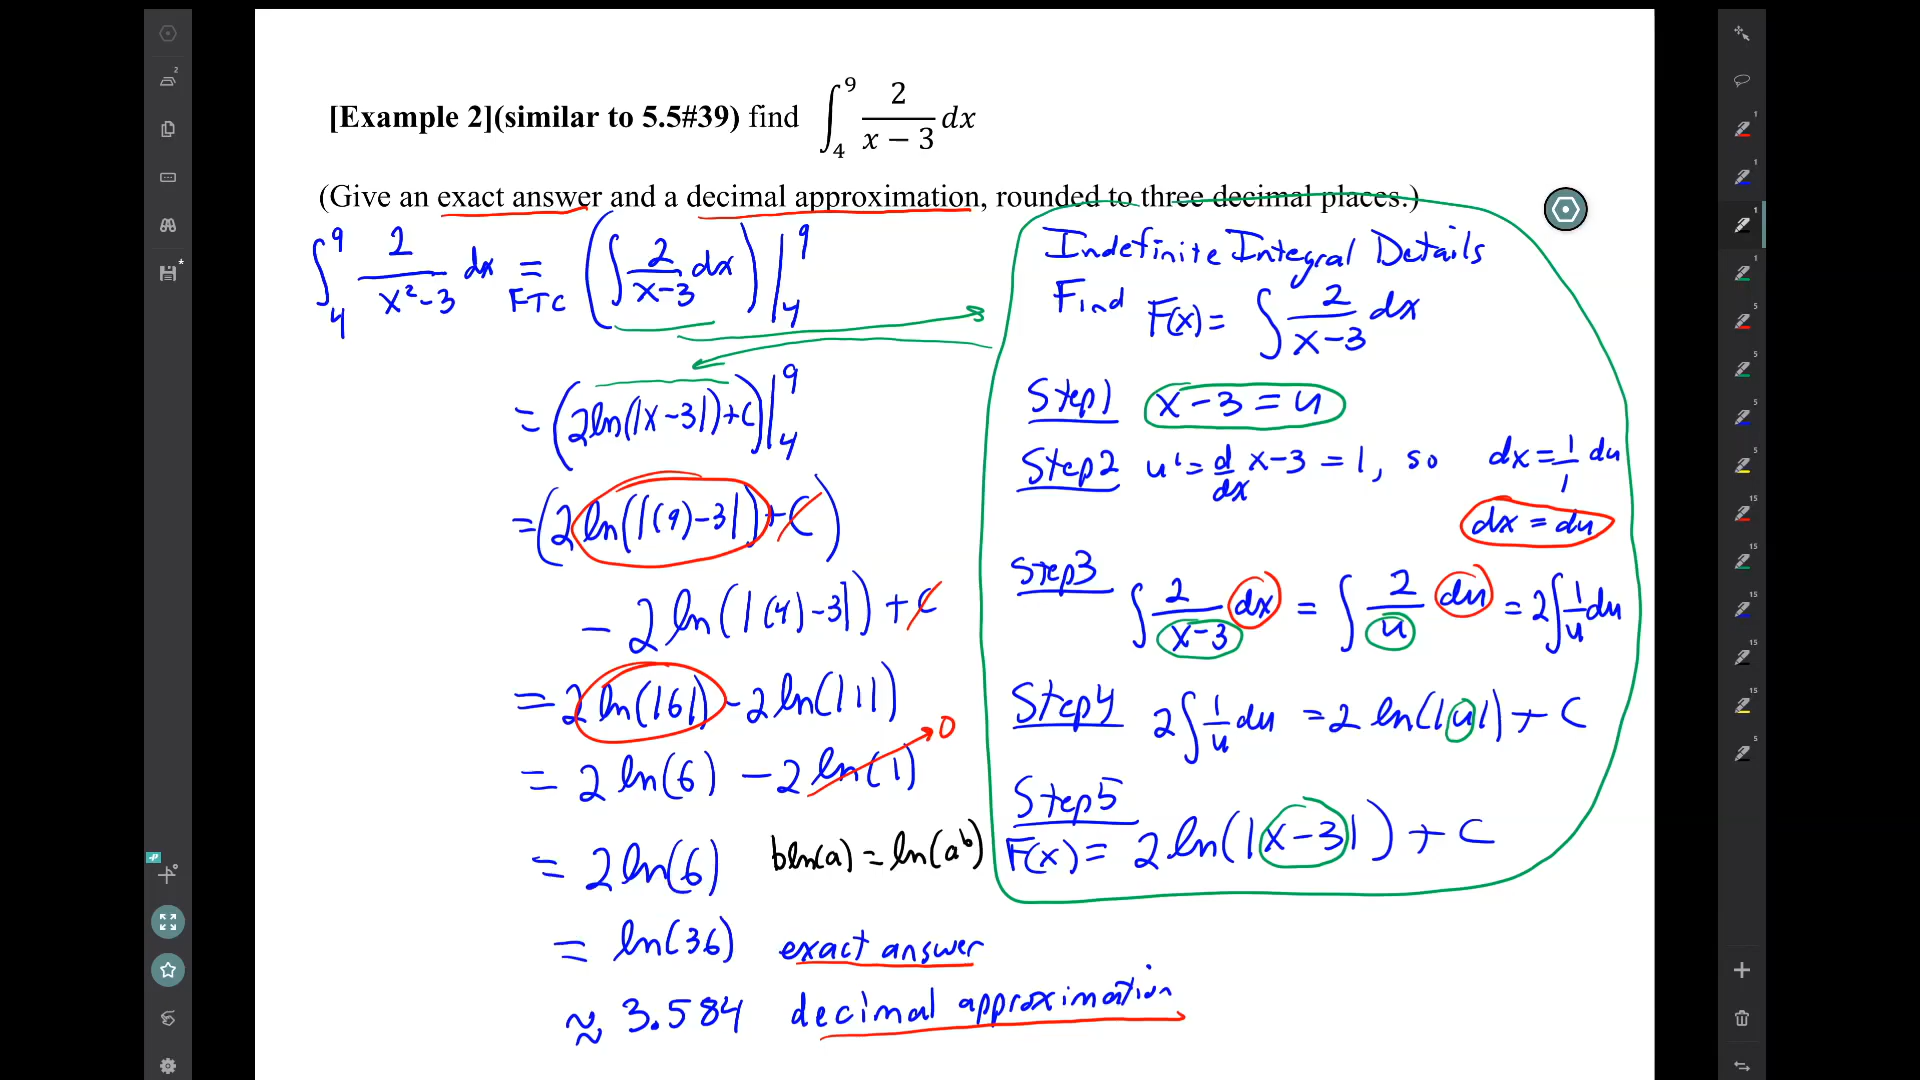 [Example 2](similar to 5.5#39) find ∫₄⁹ 2/(x − 3) dx
(Give an exact answer and a decimal approximation, rounded to three decimal places.)
∫₄⁹ 2/(x²-3) dx =FTC (∫ 2/(x-3) dx)|₄⁹
= (2ln(|x-3|)+C)|₄⁹
= (2ln(|(9)-3|)+C)
- 2 ln(|(4)-3|)+C
= 2ln(|6|) - 2ln(|1|)
= 2 ln(6) - 2 ln(1) 0
= 2ln(6) bln(a) = ln(a^b)
= ln(36) exact answer
≈ 3.584 decimal approximation
Indefinite Integral Details
Find F(x) = ∫ 2/(x-3) dx
Step1 x-3 = u
Step2 u' = d/dx x-3 = 1, so dx = 1/1 du
dx = du
Step3 ∫ 2/(x-3) dx = ∫ 2/u du = 2∫ 1/u du
Step4 2∫ 1/u du = 2 ln(|u|) + C
Step5
F(x) = 2 ln(|x-3|) + C